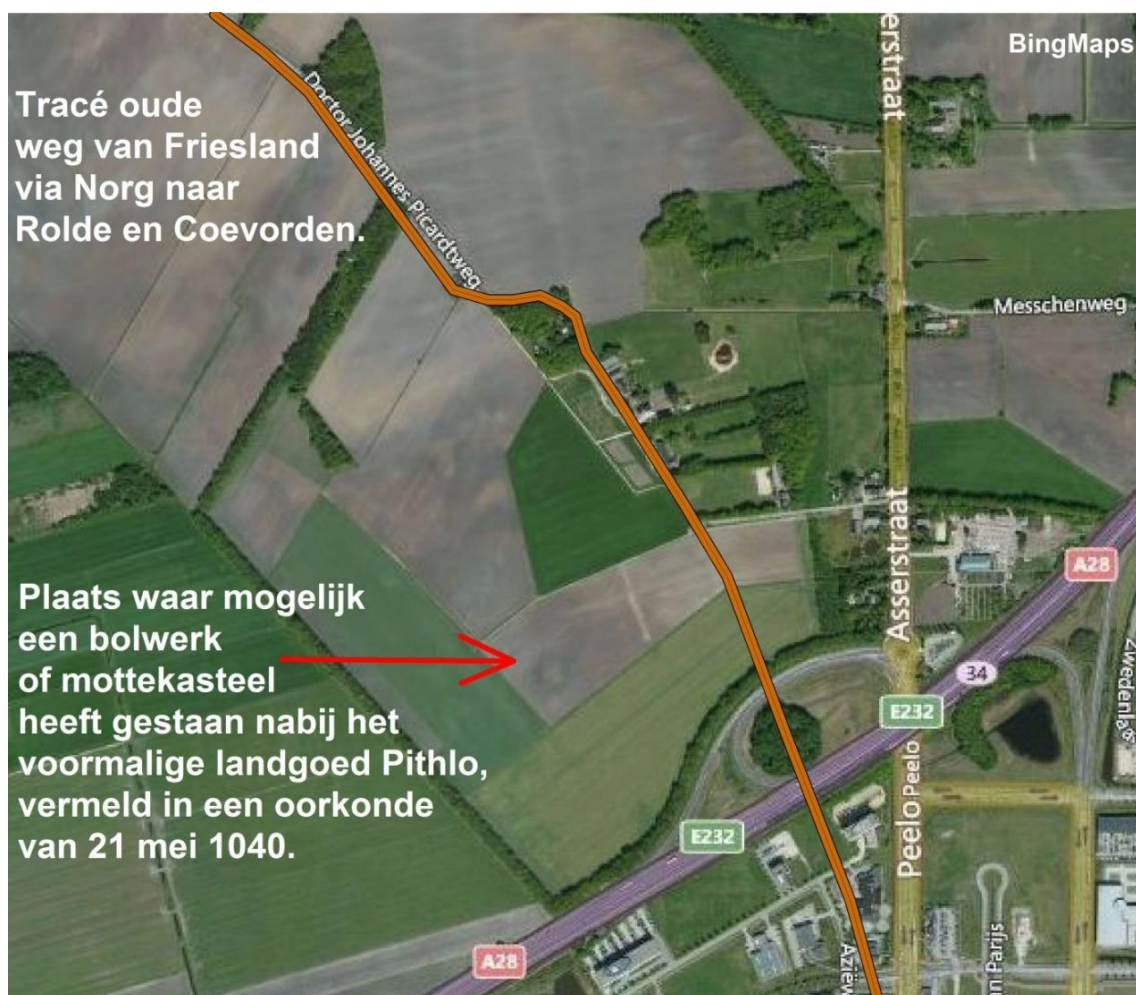 BingMaps
Tracé oude
weg van Friesland
via Norg naar
Rolde en Coevorden.
Doctor Johannes Picardtweg
erstraat
Messchenweg
Asserstraat
A28
Plaats waar mogelijk
een bolwerk
of mottekasteel
heeft gestaan nabij het
voormalige landgoed Pithlo,
vermeld in een oorkonde
van 21 mei 1040.
34
E232
E232
Peelo
Peelo
A28
Aziëw
n Parijs